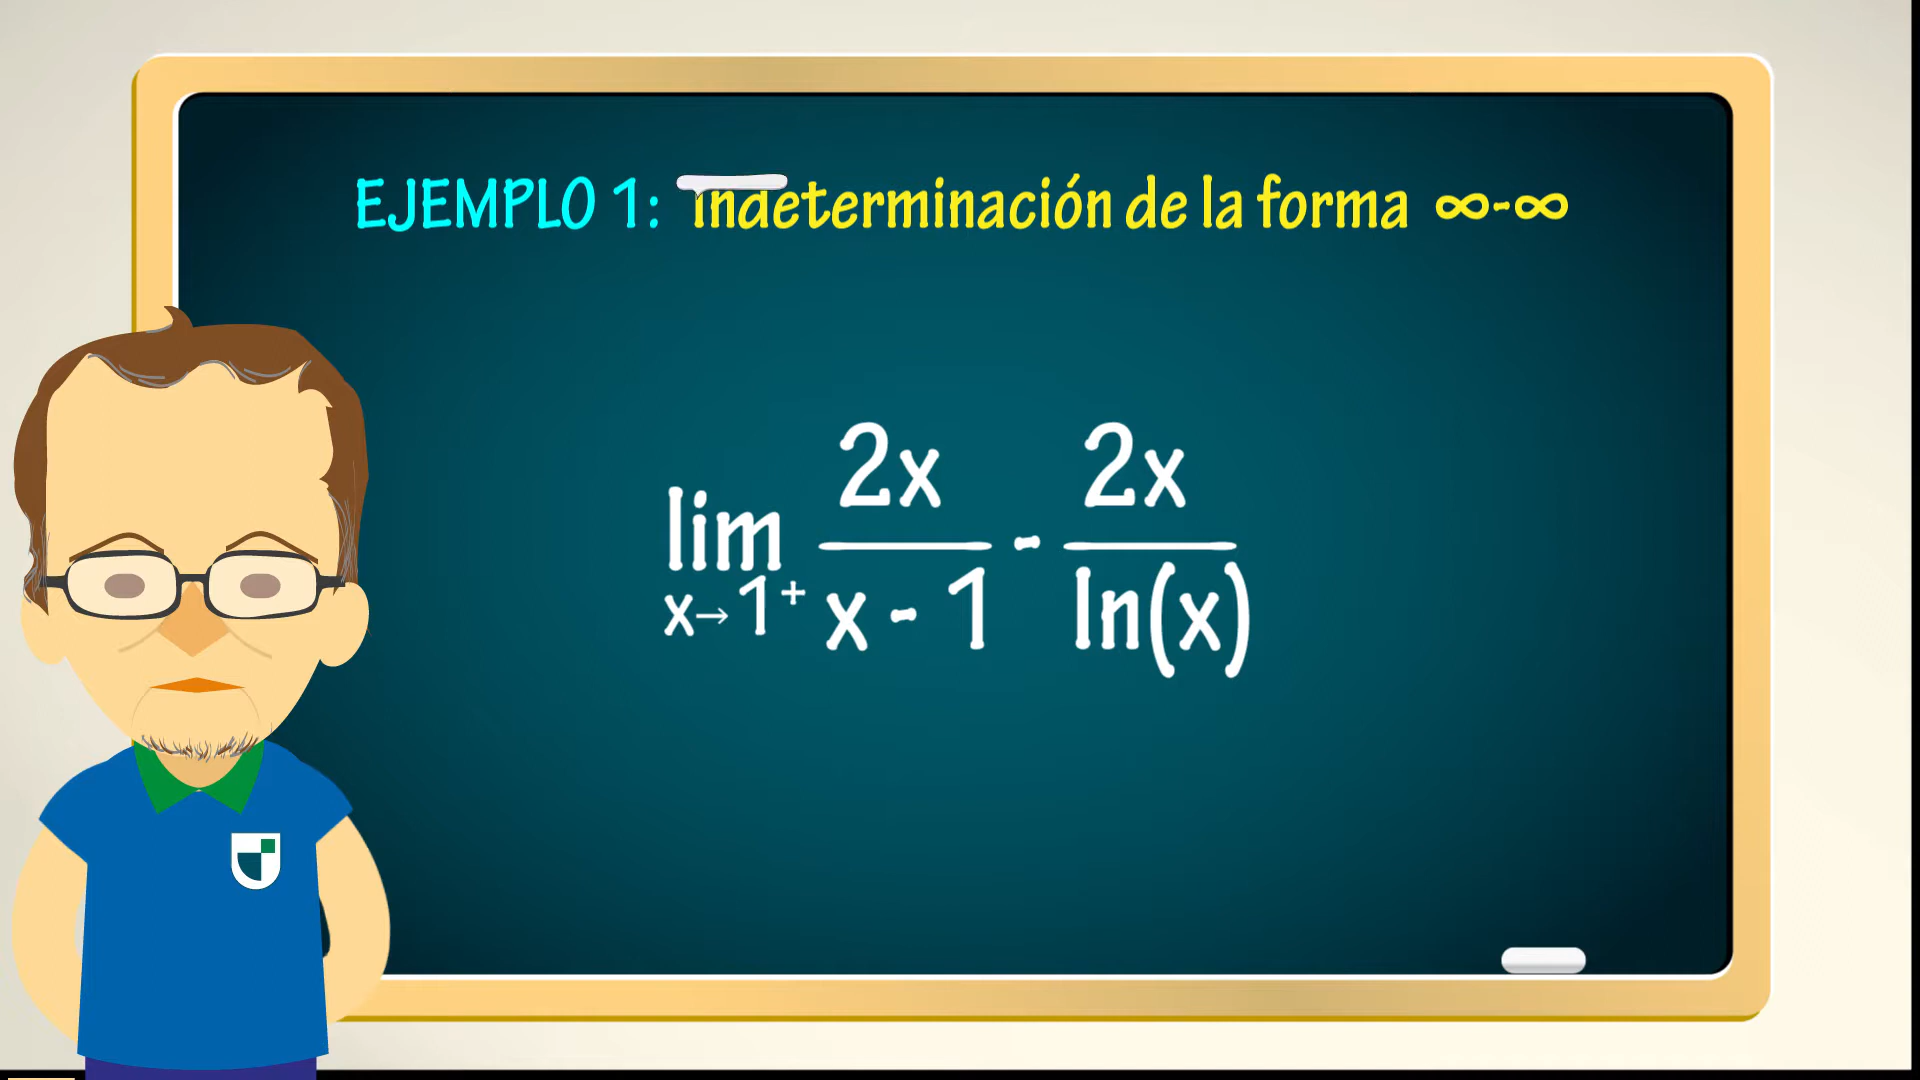 EJEMPLO 1: Indeterminación de la forma ∞-∞
lim x→1⁺ 2x/(x - 1) - 2x/ln(x)